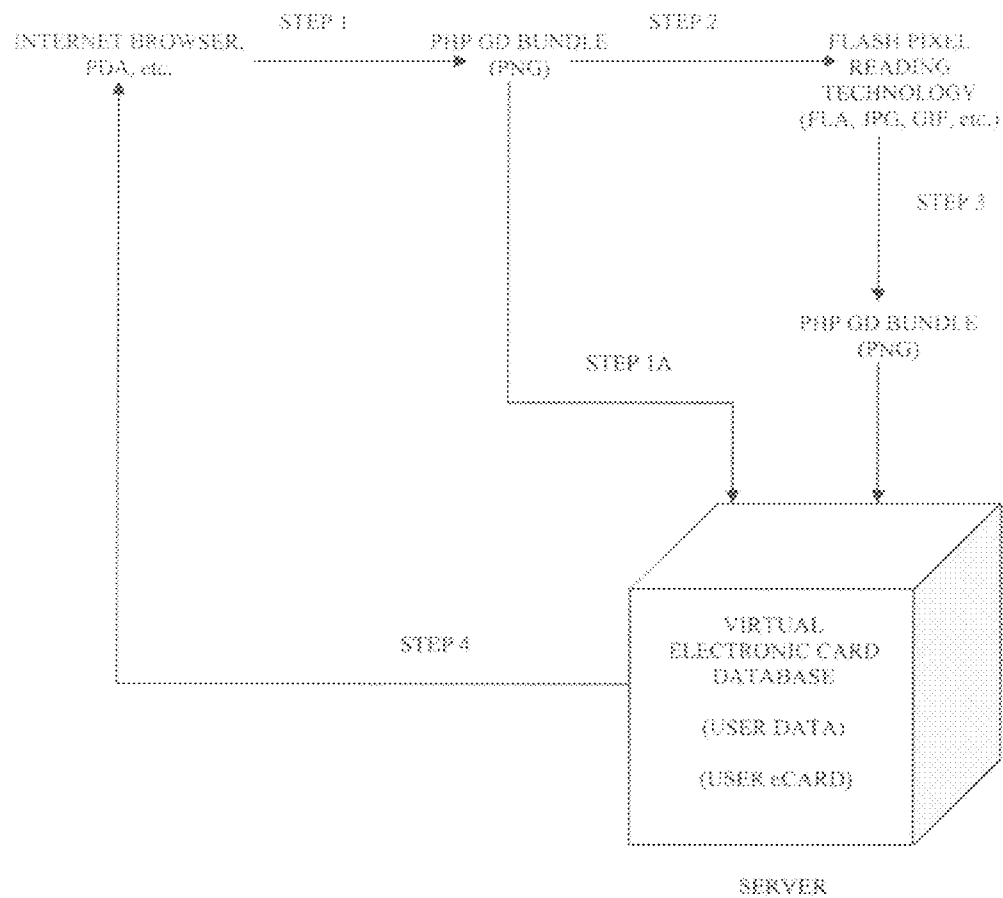 STEP 1
STEP 2
INTERNET BROWSER,
PDA, etc.
PHP GD BUNDLE
(PNG)
FLASH PIXEL
READING
TECHNOLOGY
(FLA, JPG, GIF, etc.)
STEP 3
PHP GD BUNDLE
(PNG)
STEP 1A
STEP 4
VIRTUAL
ELECTRONIC CARD
DATABASE
(USER DATA)
(USER eCARD)
SERVER